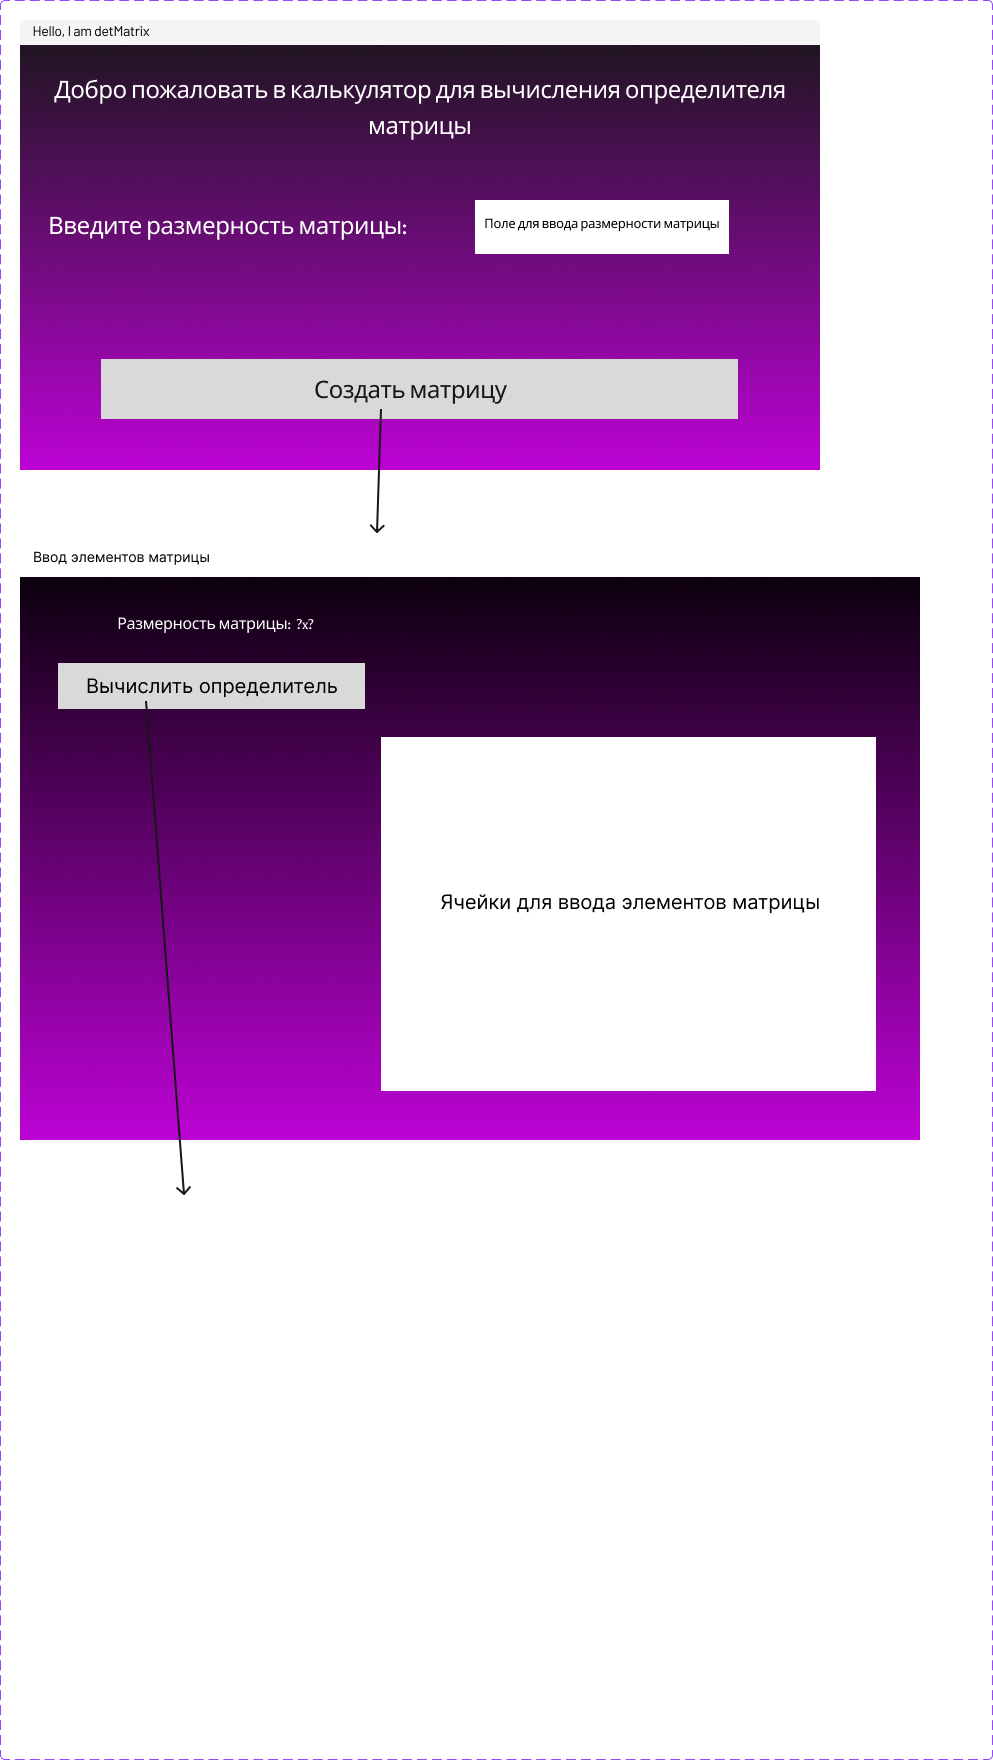 Hello, I am detMatrix
Добро пожаловать в калькулятор для вычисления определителя
матрицы
Введите размерность матрицы:
Поле для ввода размерности матрицы
Создать матрицу
Ввод элементов матрицы
Размерность матрицы: ?x?
Вычислить определитель
Ячейки для ввода элементов матрицы